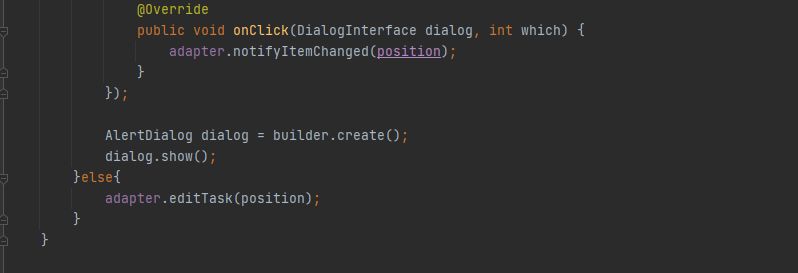 @Override
public void onClick(DialogInterface dialog, int which) {
adapter.notifyItemChanged(position);
}
});
AlertDialog dialog = builder.create();
dialog.show();
}else{
adapter.editTask(position);
}
}